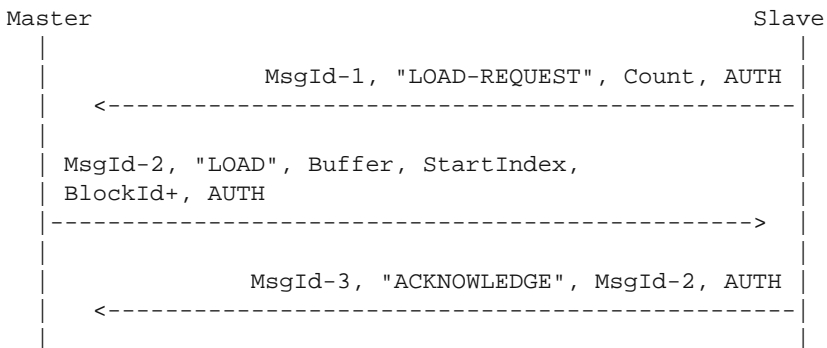 Master Slave
MsgId-1, "LOAD-REQUEST", Count, AUTH
MsgId-2, "LOAD", Buffer, StartIndex,
BlockId+, AUTH
MsgId-3, "ACKNOWLEDGE", MsgId-2, AUTH